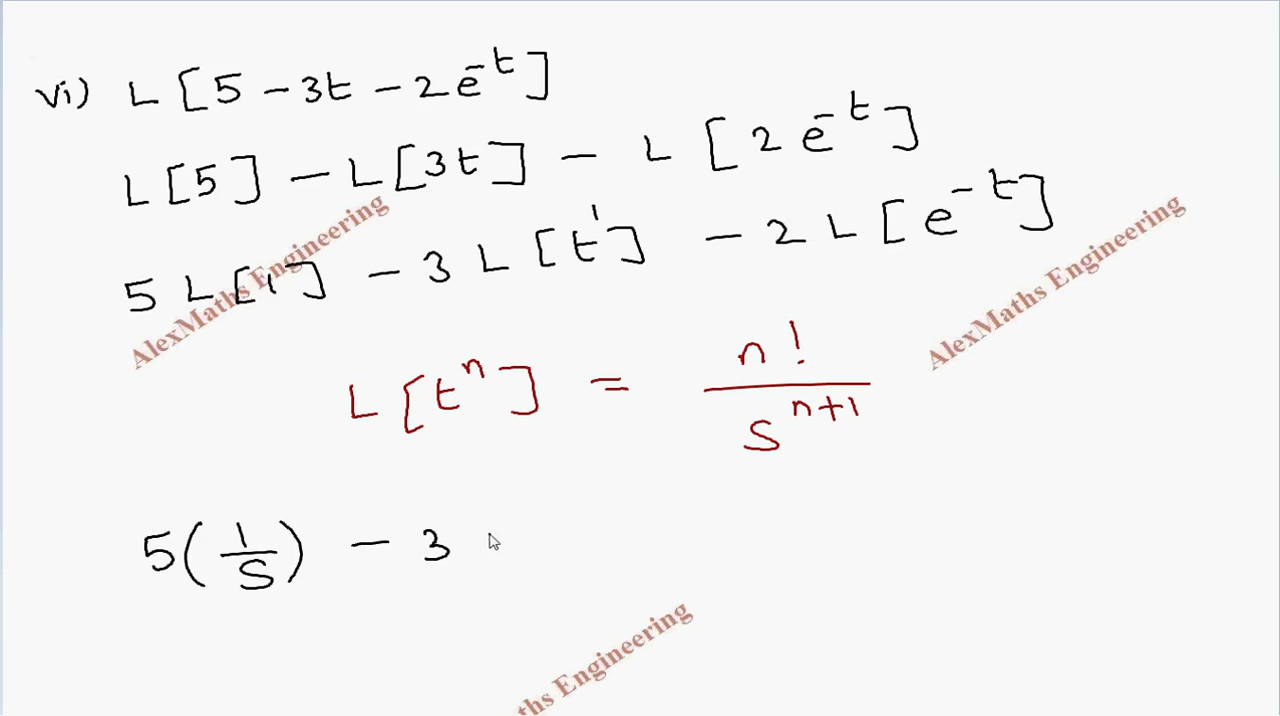 vi) L [5 - 3t - 2e^-t]
L [5] - L [3t] - L [2e^-t]
5 L [1] - 3 L [t^1] - 2 L [e^-t]
AlexMaths Engineering
AlexMaths Engineering
L [t^n] = n! / s^n+1
5 (1/s) - 3
ths Engineering